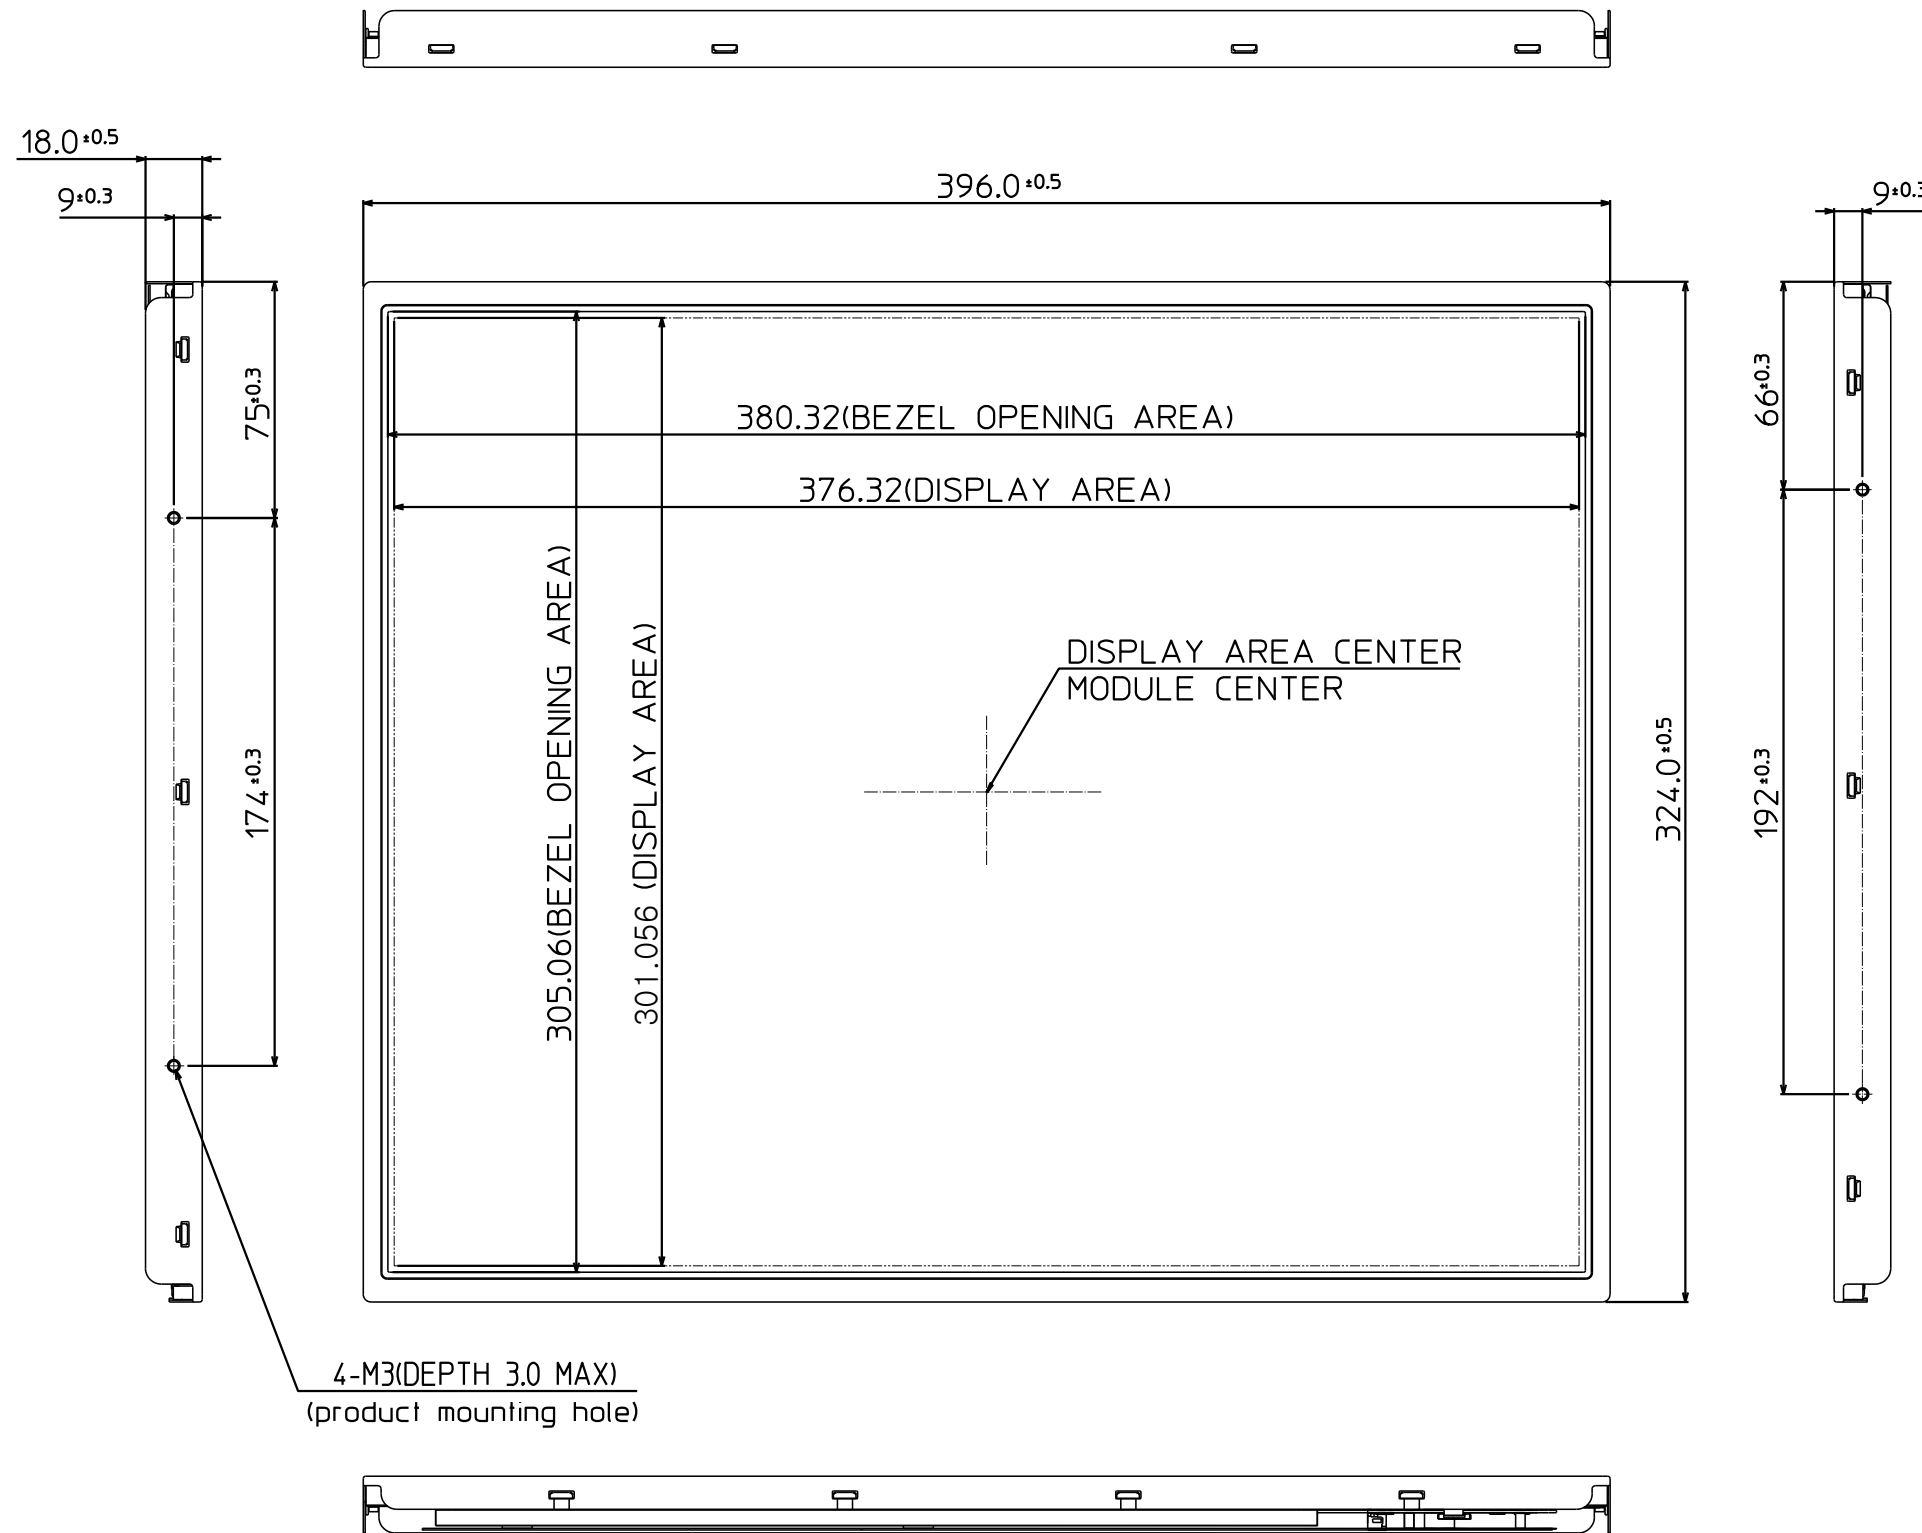 18.0±0.5
9±0.3
396.0±0.5
9±0.3
75±0.3
66±0.3
380.32(BEZEL OPENING AREA)
376.32(DISPLAY AREA)
305.06(BEZEL OPENING AREA)
301.056 (DISPLAY AREA)
DISPLAY AREA CENTER
MODULE CENTER
174±0.3
324.0±0.5
192±0.3
4-M3(DEPTH 3.0 MAX)
(product mounting hole)